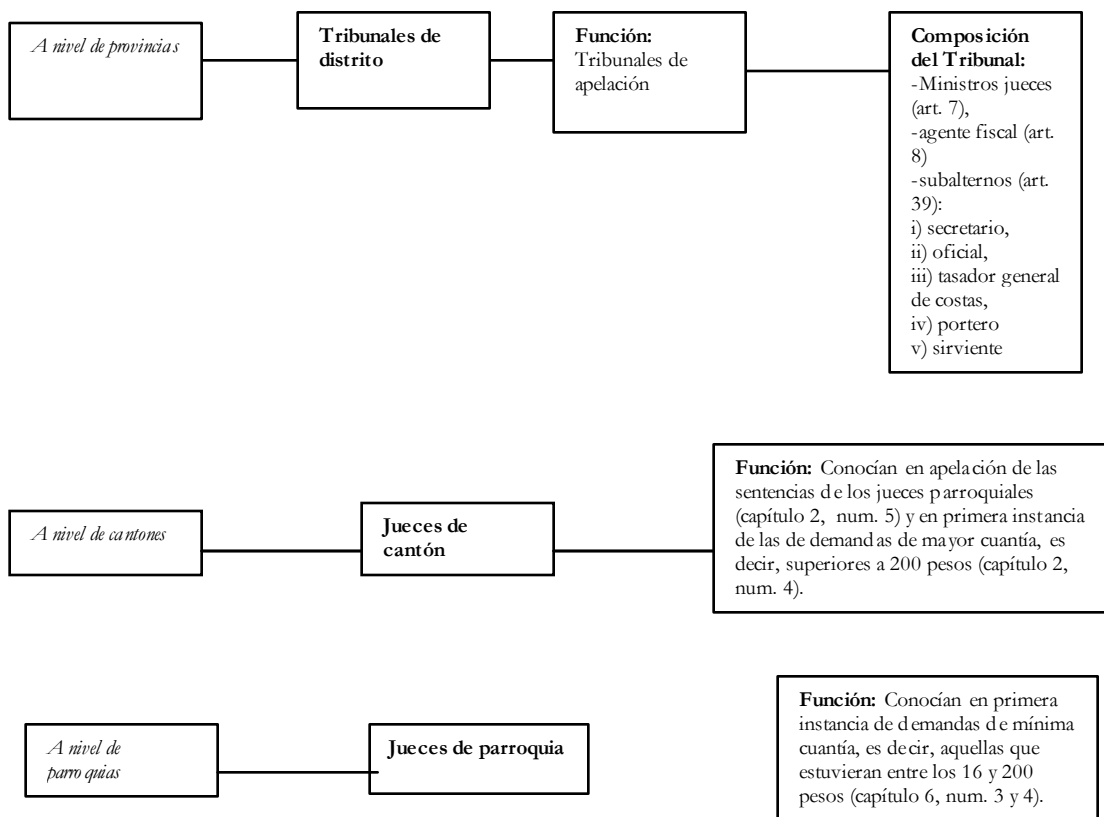 A nivel de provincias
Tribunales de
distrito
Función:
Tribunales de
apelación
Composición
del Tribunal:
-Ministros jueces
(art. 7),
-agente fiscal (art.
8)
-subalternos (art.
39):
i) secretario,
ii) oficial,
iii) tasador general
de costas,
iv) portero
v) sirviente
A nivel de cantones
Jueces de
cantón
Función: Conocían en apelación de las
sentencias de los jueces parroquiales
(capítulo 2, num. 5) y en primera instancia
de las de demandas de mayor cuantía, es
decir, superiores a 200 pesos (capítulo 2,
num. 4).
A nivel de
parroquias
Jueces de parroquia
Función: Conocían en primera
instancia de demandas de mínima
cuantía, es decir, aquellas que
estuvieran entre los 16 y 200
pesos (capítulo 6, num. 3 y 4).